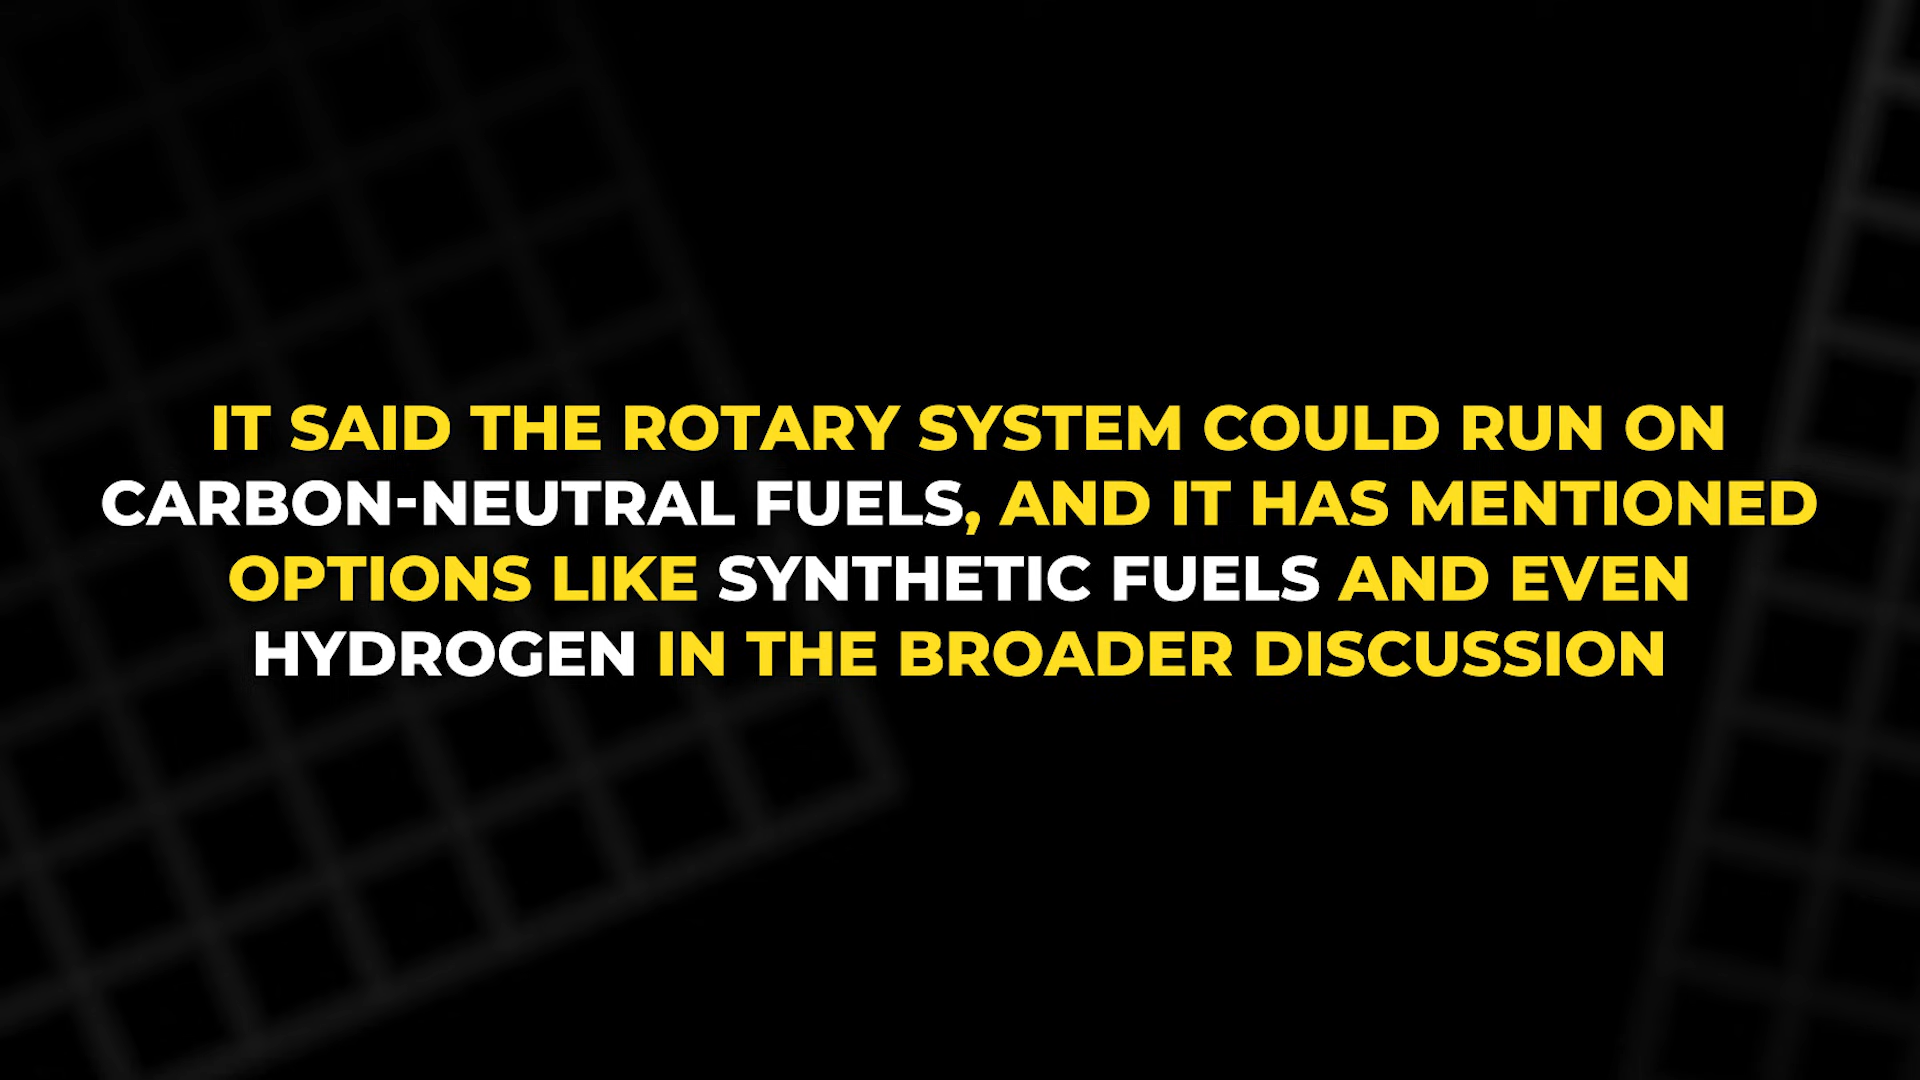 IT SAID THE ROTARY SYSTEM COULD RUN ON
CARBON-NEUTRAL FUELS, AND IT HAS MENTIONED
OPTIONS LIKE SYNTHETIC FUELS AND EVEN
HYDROGEN IN THE BROADER DISCUSSION